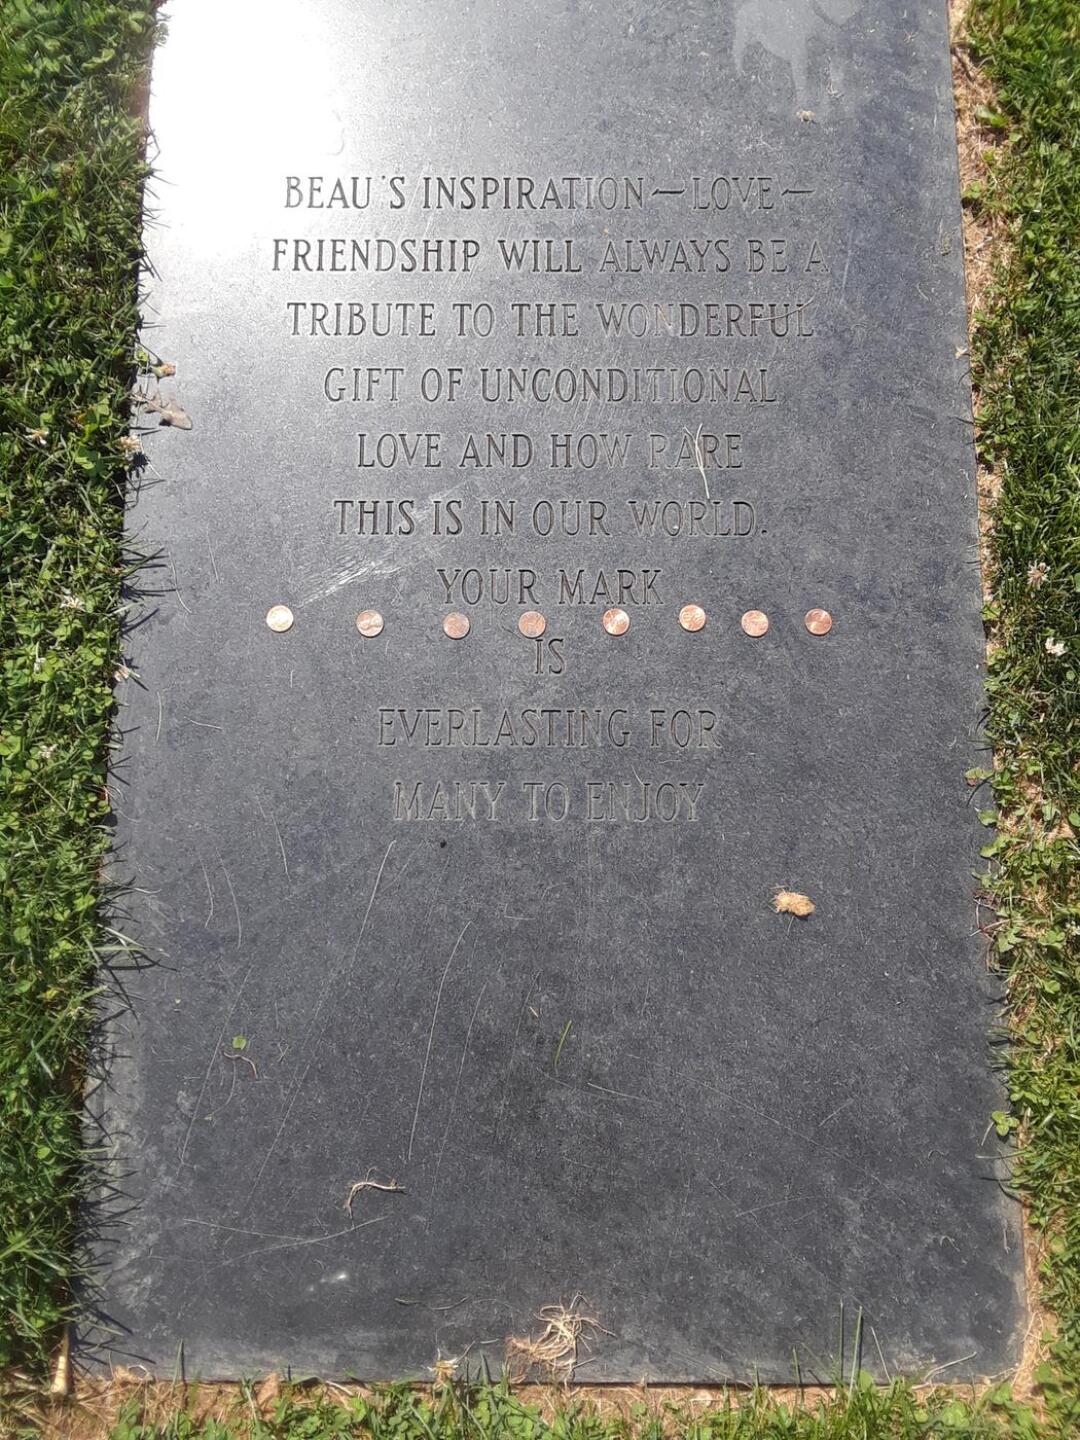 BEAU'S INSPIRATION—LOVE—
FRIENDSHIP WILL ALWAYS BE A
TRIBUTE TO THE WONDERFUL
GIFT OF UNCONDITIONAL
LOVE AND HOW RARE
THIS IS IN OUR WORLD.
YOUR MARK
IS
EVERLASTING FOR
MANY TO ENJOY